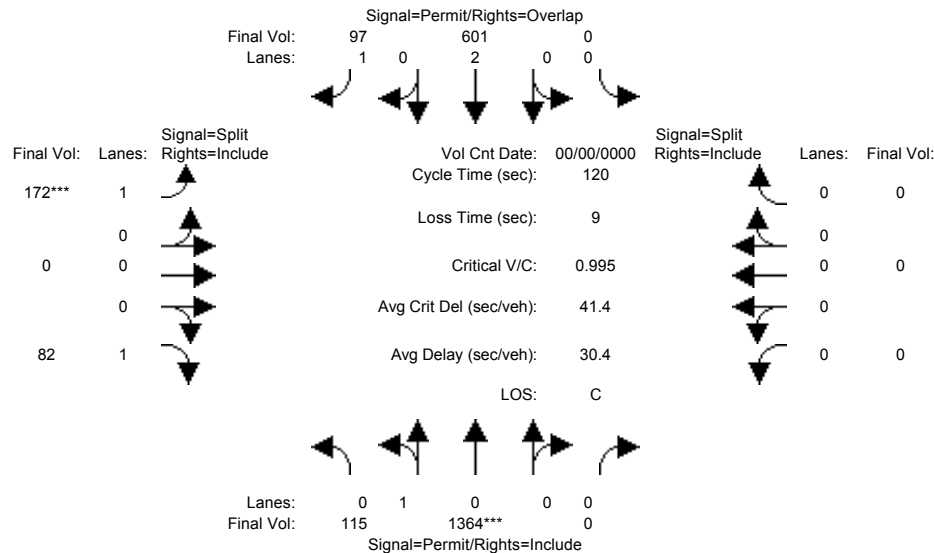 Signal=Permit/Rights=Overlap
Final Vol: 97 601 0
Lanes: 1 0 2 0 0
Signal=Split
Final Vol: Lanes: Rights=Include
Vol Cnt Date: 00/00/0000
Signal=Split
Rights=Include Lanes: Final Vol:
172*** 1
Cycle Time (sec): 120
0 0
0
Loss Time (sec): 9
0
0 0
Critical V/C: 0.995
0 0
0
Avg Crit Del (sec/veh): 41.4
0
82 1
Avg Delay (sec/veh): 30.4
0 0
LOS: C
Lanes: 0 1 0 0 0
Final Vol: 115 1364*** 0
Signal=Permit/Rights=Include